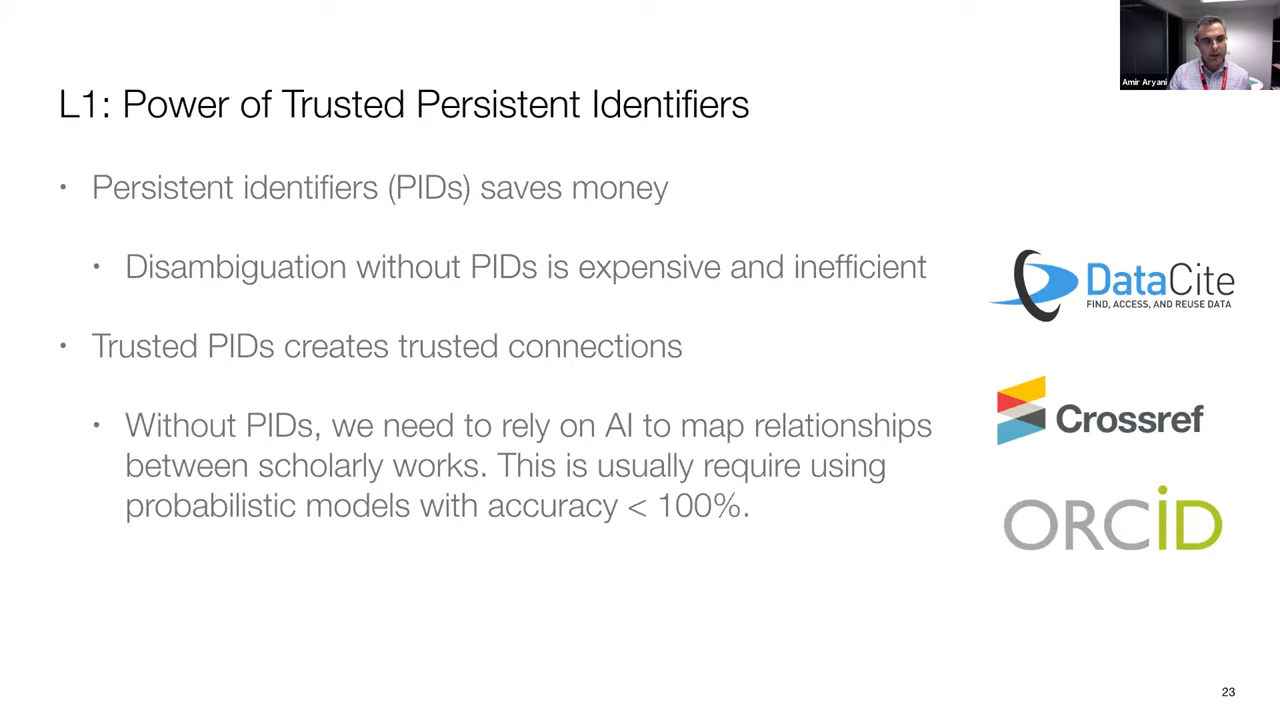 Amir Aryani
L1: Power of Trusted Persistent Identifiers
• Persistent identifiers (PIDs) saves money
• Disambiguation without PIDs is expensive and inefficient
• Trusted PIDs creates trusted connections
• Without PIDs, we need to rely on AI to map relationships
between scholarly works. This is usually require using
probabilistic models with accuracy < 100%.
DataCite
FIND, ACCESS, AND REUSE DATA
Crossref
ORCiD
23